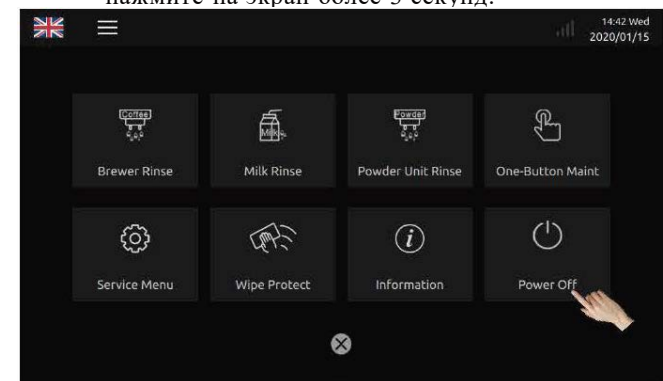 нажмите на экран более 3 секунд.
14:42 Wed
2020/01/15
Coffee
Milk
Powder
Brewer Rinse
Milk Rinse
Powder Unit Rinse
One-Button Maint
i
Service Menu
Wipe Protect
Information
Power Off